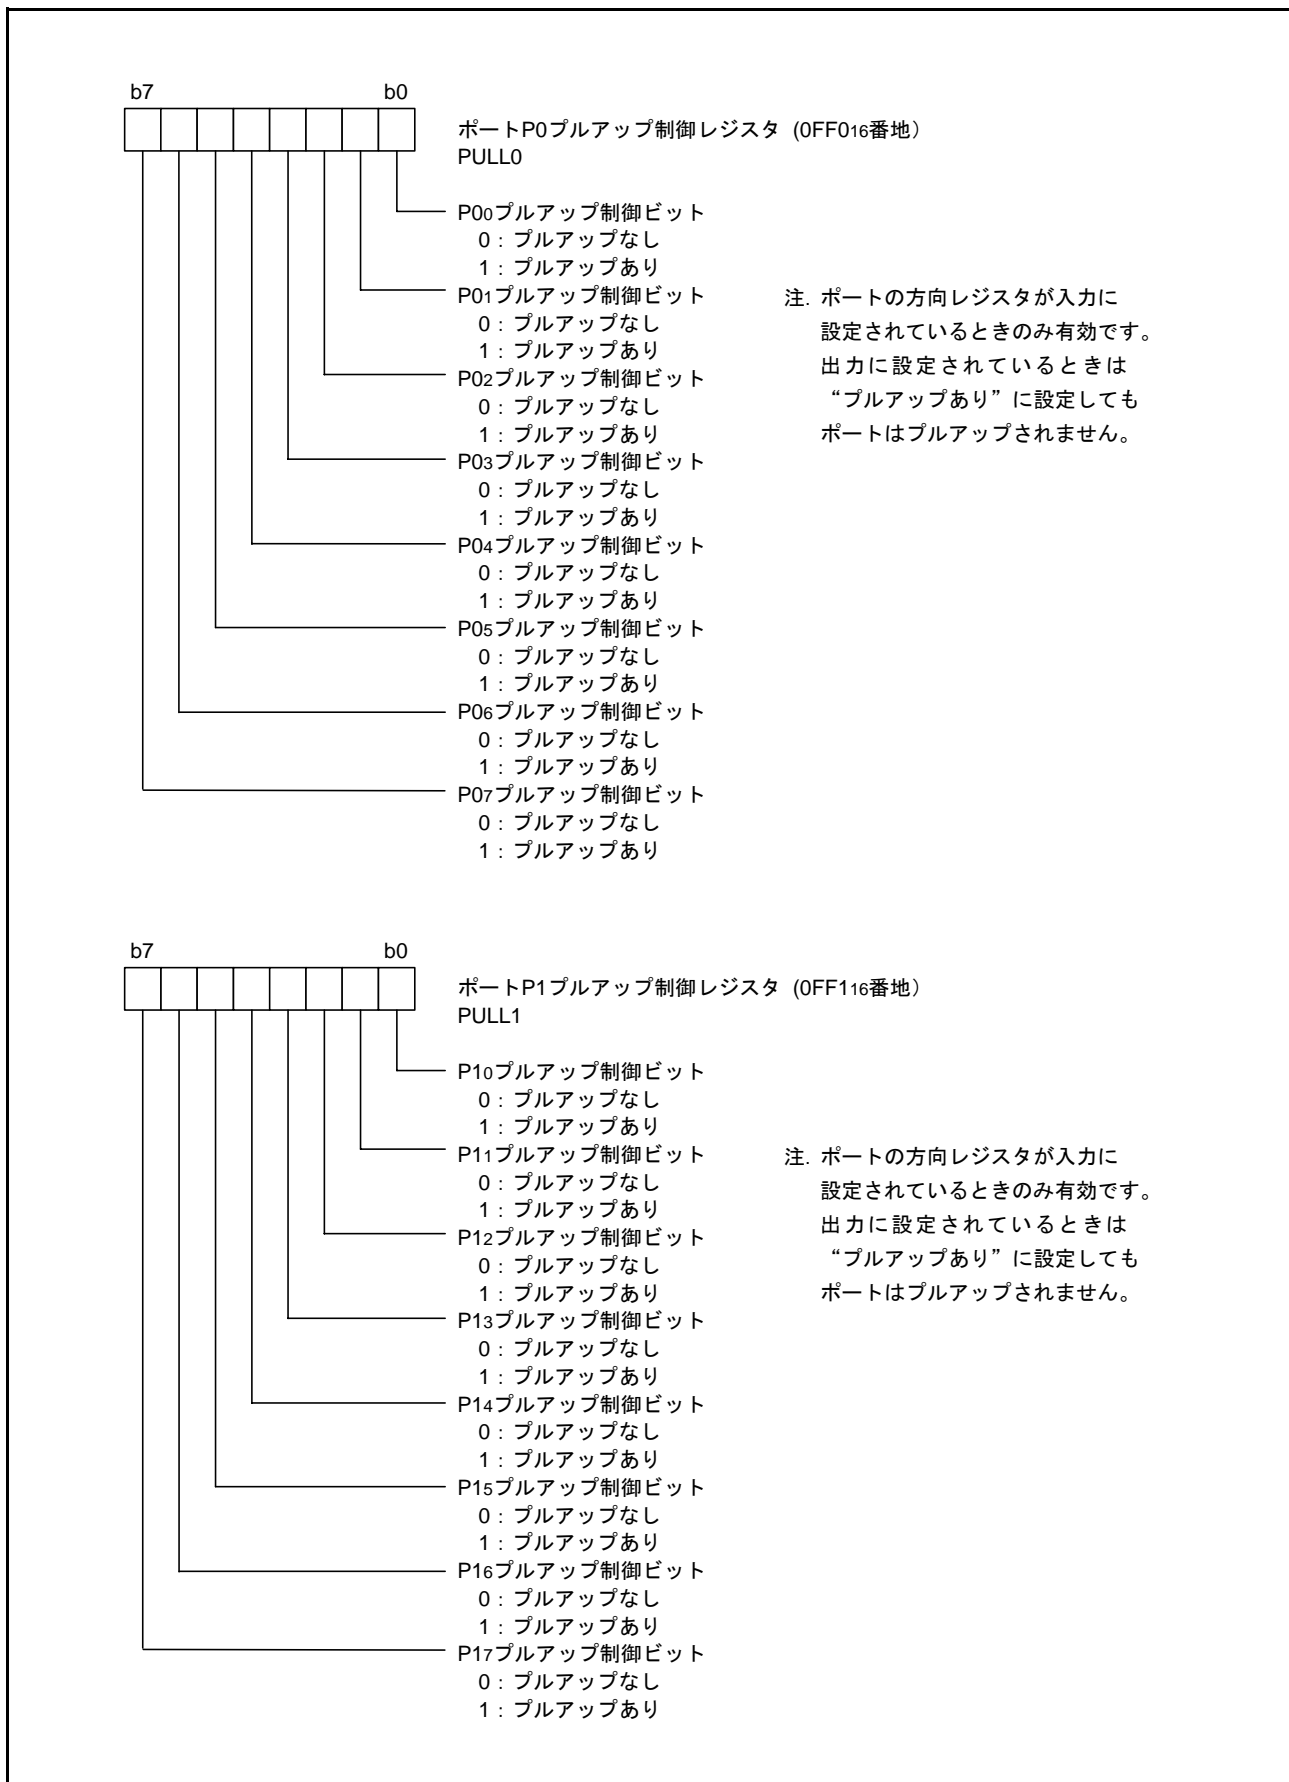 b7 b0
ポートP0プルアップ制御レジスタ (0FF016番地)
PULL0
P00プルアップ制御ビット
0 : プルアップなし
1 : プルアップあり
P01プルアップ制御ビット
0 : プルアップなし
1 : プルアップあり
P02プルアップ制御ビット
0 : プルアップなし
1 : プルアップあり
P03プルアップ制御ビット
0 : プルアップなし
1 : プルアップあり
P04プルアップ制御ビット
0 : プルアップなし
1 : プルアップあり
P05プルアップ制御ビット
0 : プルアップなし
1 : プルアップあり
P06プルアップ制御ビット
0 : プルアップなし
1 : プルアップあり
P07プルアップ制御ビット
0 : プルアップなし
1 : プルアップあり
注. ポートの方向レジスタが入力に
設定されているときのみ有効です。
出力に設定されているときは
“プルアップあり”に設定しても
ポートはプルアップされません。
b7 b0
ポートP1プルアップ制御レジスタ (0FF116番地)
PULL1
P10プルアップ制御ビット
0 : プルアップなし
1 : プルアップあり
P11プルアップ制御ビット
0 : プルアップなし
1 : プルアップあり
P12プルアップ制御ビット
0 : プルアップなし
1 : プルアップあり
P13プルアップ制御ビット
0 : プルアップなし
1 : プルアップあり
P14プルアップ制御ビット
0 : プルアップなし
1 : プルアップあり
P15プルアップ制御ビット
0 : プルアップなし
1 : プルアップあり
P16プルアップ制御ビット
0 : プルアップなし
1 : プルアップあり
P17プルアップ制御ビット
0 : プルアップなし
1 : プルアップあり
注. ポートの方向レジスタが入力に
設定されているときのみ有効です。
出力に設定されているときは
“プルアップあり”に設定しても
ポートはプルアップされません。